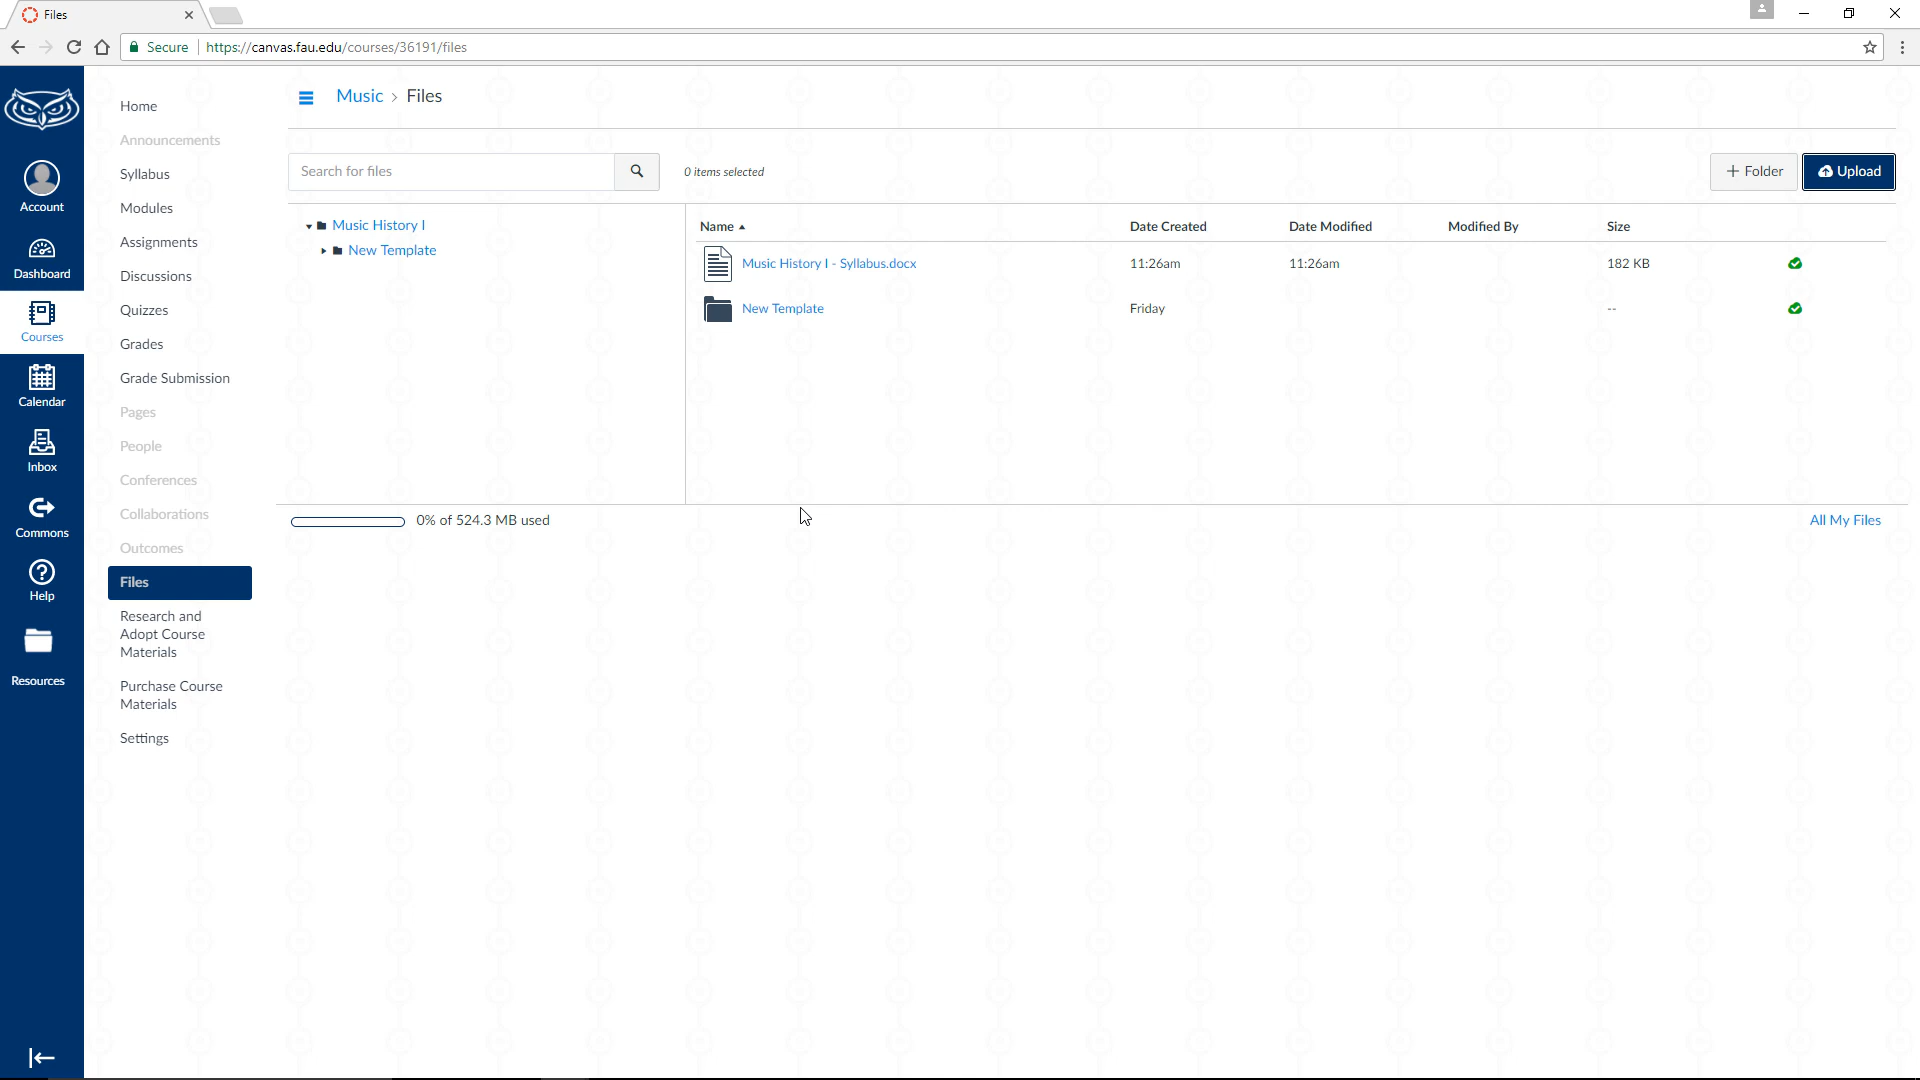 Files
Secure
https://canvas.fau.edu/courses/36191/files
Account
Dashboard
Courses
Calendar
Inbox
Commons
Help
Resources
Home
Announcements
Syllabus
Modules
Assignments
Discussions
Quizzes
Grades
Grade Submission
Pages
People
Conferences
Collaborations
Outcomes
Files
Research and
Adopt Course
Materials
Purchase Course
Materials
Settings
Music > Files
Search for files
0 items selected
+ Folder
Upload
Music History I
New Template
Name Date Created Date Modified Modified By Size
Music History I - Syllabus.docx 11:26am 11:26am 182 KB
New Template Friday --
0% of 524.3 MB used
All My Files